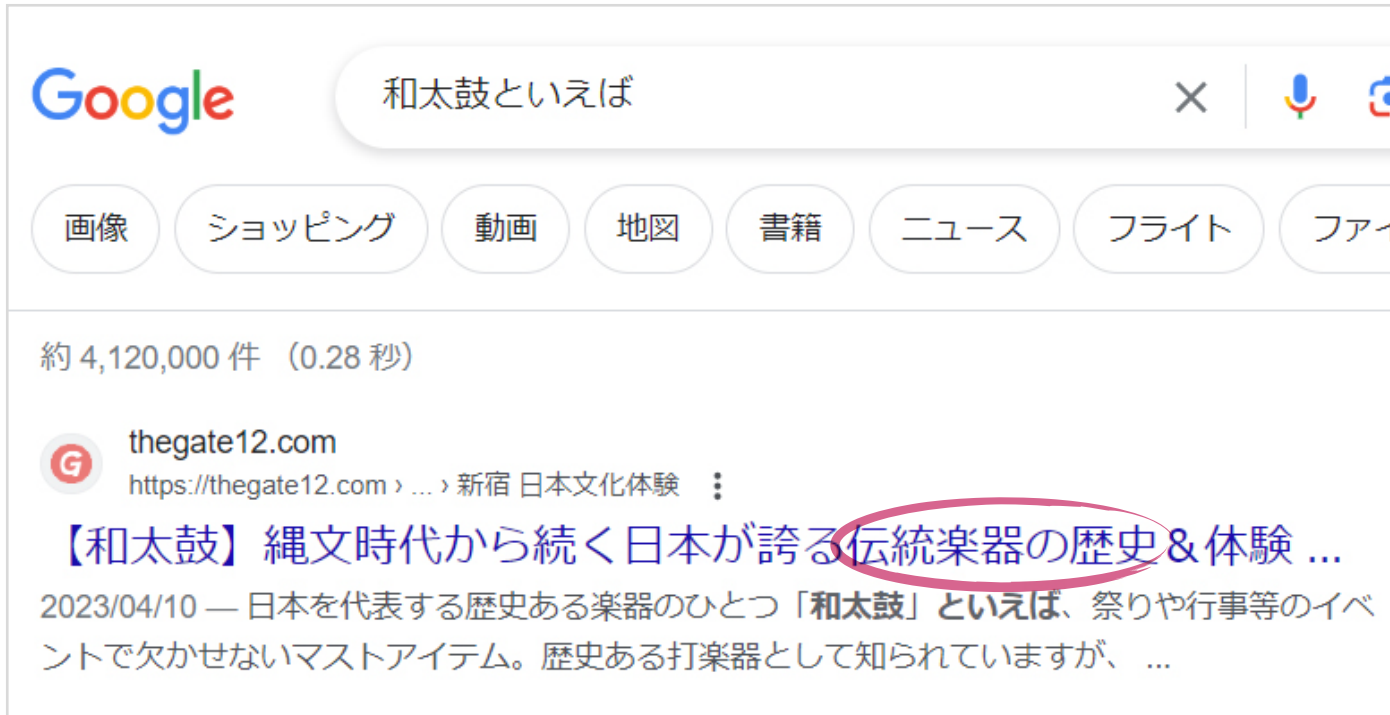 Google 和太鼓といえば
画像 ショッピング 動画 地図 書籍 ニュース フライト ファイ
約 4,120,000 件 (0.28 秒)
G
thegate12.com
https://thegate12.com › ... › 新宿 日本文化体験
【和太鼓】縄文時代から続く日本が誇る伝統楽器の歴史&体験 ...
2023/04/10 — 日本を代表する歴史ある楽器のひとつ「和太鼓」といえば、祭りや行事等のイベ
ントで欠かせないマストアイテム。歴史ある打楽器として知られていますが、 ...